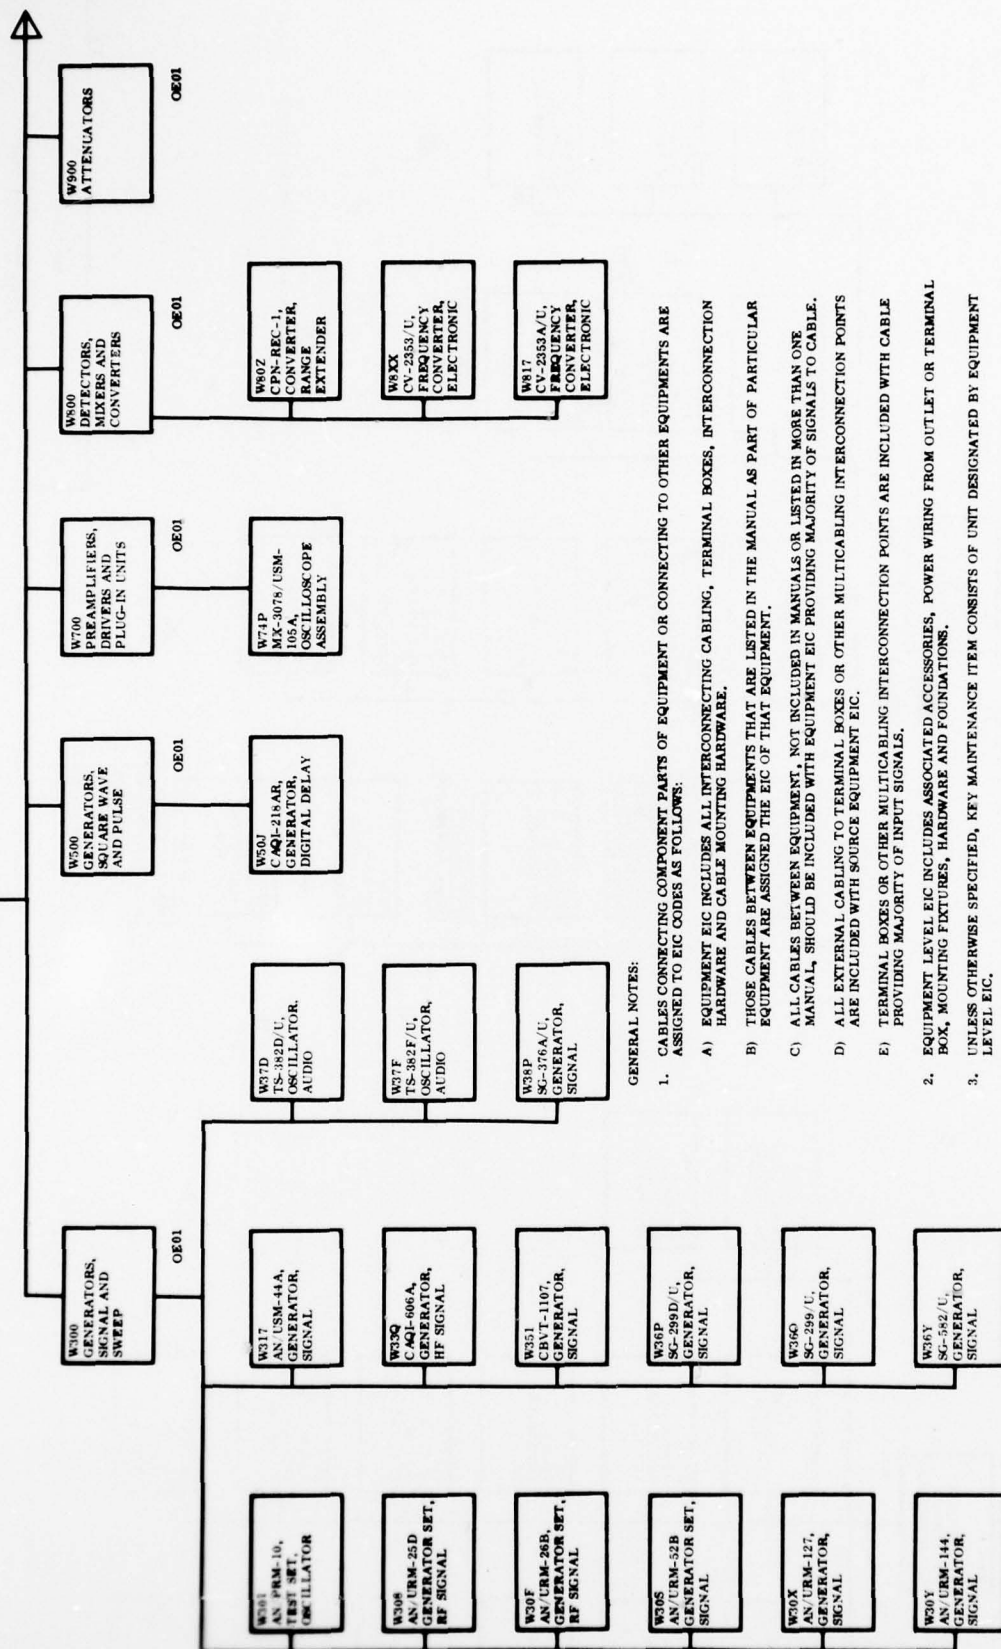 W300
GENERATORS,
SIGNAL AND
SWEEP
OE01
W500
GENERATORS,
SQUARE WAVE
AND PULSE
OE01
W700
PREAMPLIFIERS,
DRIVERS AND
PLUG-IN UNITS
OE01
W800
DETECTORS,
MIXERS AND
CONVERTERS
OE01
W900
ATTENUATORS
OE01
W301
AN/PRM-10,
TEST SET,
OSCILLATOR
AN/URM-25D
GENERATOR SET,
RF SIGNAL
W30F
AN/URM-26B,
GENERATOR SET,
RF SIGNAL
W30S
AN/URM-52B
GENERATOR SET,
SIGNAL
W30X
AN/URM-127,
GENERATOR,
SIGNAL
W30Y
AN/URM-144,
GENERATOR,
SIGNAL
W317
AN/USM-44A,
GENERATOR,
SIGNAL
W33Q
CAQI-606A,
GENERATOR,
HF SIGNAL
W351
CBVT-1107,
GENERATOR,
SIGNAL
W36P
SG-299D/U,
GENERATOR,
SIGNAL
SG-299/U,
GENERATOR,
SIGNAL
W36Y
SG-582/U,
GENERATOR,
SIGNAL
W37D
TS-382D/U,
OSCILLATOR,
AUDIO
W37F
TS-382F/U,
OSCILLATOR,
AUDIO
W38P
SG-376A/U,
GENERATOR,
SIGNAL
W50J
CAQI-218AR,
GENERATOR,
DIGITAL DELAY
W74P
MX-3078/USM-
105A,
OSCILLOSCOPE
ASSEMBLY
W80Z
CPN-REC-1,
CONVERTER,
RANGE
EXTENDER
W8XX
CV-2353/U,
FREQUENCY
CONVERTER,
ELECTRONIC
W817
CV-2353A/U,
FREQUENCY
CONVERTER,
ELECTRONIC
GENERAL NOTES:
1. CABLES CONNECTING COMPONENT PARTS OF EQUIPMENT OR CONNECTING TO OTHER EQUIPMENTS ARE
ASSIGNED TO EIC CODES AS FOLLOWS:
A) EQUIPMENT EIC INCLUDES ALL INTERCONNECTING CABLING, TERMINAL BOXES, INTERCONNECTION
HARDWARE AND CABLE MOUNTING HARDWARE.
B) THOSE CABLES BETWEEN EQUIPMENTS THAT ARE LISTED IN THE MANUAL AS PART OF PARTICULAR
EQUIPMENT ARE ASSIGNED THE EIC OF THAT EQUIPMENT.
C) ALL CABLES BETWEEN EQUIPMENT, NOT INCLUDED IN MANUALS OR LISTED IN MORE THAN ONE
MANUAL, SHOULD BE INCLUDED WITH EQUIPMENT EIC PROVIDING MAJORITY OF SIGNALS TO CABLE.
D) ALL EXTERNAL CABLING TO TERMINAL BOXES OR OTHER MULTICABLING INTERCONNECTION POINTS
ARE INCLUDED WITH SOURCE EQUIPMENT EIC.
E) TERMINAL BOXES OR OTHER MULTICABLING INTERCONNECTION POINTS ARE INCLUDED WITH CABLE
PROVIDING MAJORITY OF INPUT SIGNALS.
2. EQUIPMENT LEVEL EIC INCLUDES ASSOCIATED ACCESSORIES, POWER WIRING FROM OUTLET OR TERMINAL
BOX, MOUNTING FIXTURES, HARDWARE AND FOUNDATIONS.
3. UNLESS OTHERWISE SPECIFIED, KEY MAINTENANCE ITEM CONSISTS OF UNIT DESIGNATED BY EQUIPMENT
LEVEL EIC.